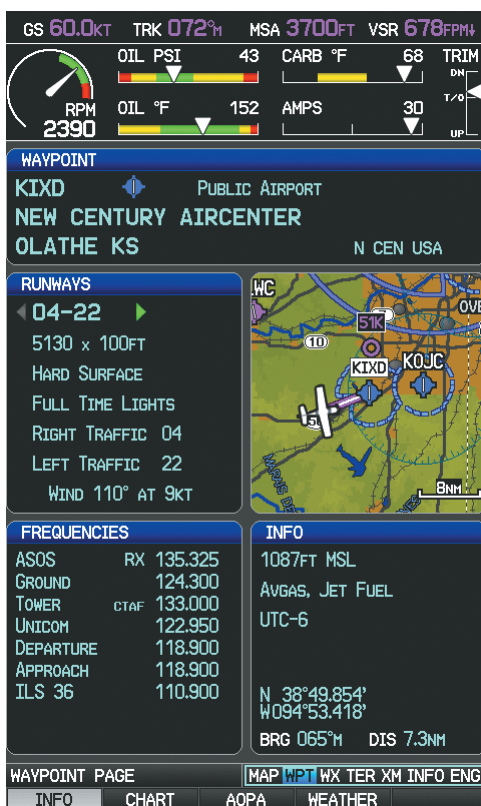 GS 60.0KT TRK 072°M MSA 3700FT VSR 678FPM
OIL PSI 43 CARB °F 68 TRIM
DN
RPM
2390
OIL °F 152 AMPS 30
T/O
UP
WAYPOINT
KIXD PUBLIC AIRPORT
NEW CENTURY AIRCENTER
OLATHE KS N CEN USA
RUNWAYS
04-22
5130 x 100FT
HARD SURFACE
FULL TIME LIGHTS
RIGHT TRAFFIC 04
LEFT TRAFFIC 22
WIND 110° AT 9KT
LWC
OVE
51K
10
KIXD
KOJC
8NM
FREQUENCIES
ASOS RX 135.325
GROUND 124.300
TOWER CTAF 133.000
UNICOM 122.950
DEPARTURE 118.900
APPROACH 118.900
ILS 36 110.900
INFO
1087FT MSL
AVGAS, JET FUEL
UTC-6
N 38°49.854'
W094°53.418'
BRG 065°M DIS 7.3NM
WAYPOINT PAGE MAP WPT WX TER XM INFO ENG
INFO CHART AOPA WEATHER